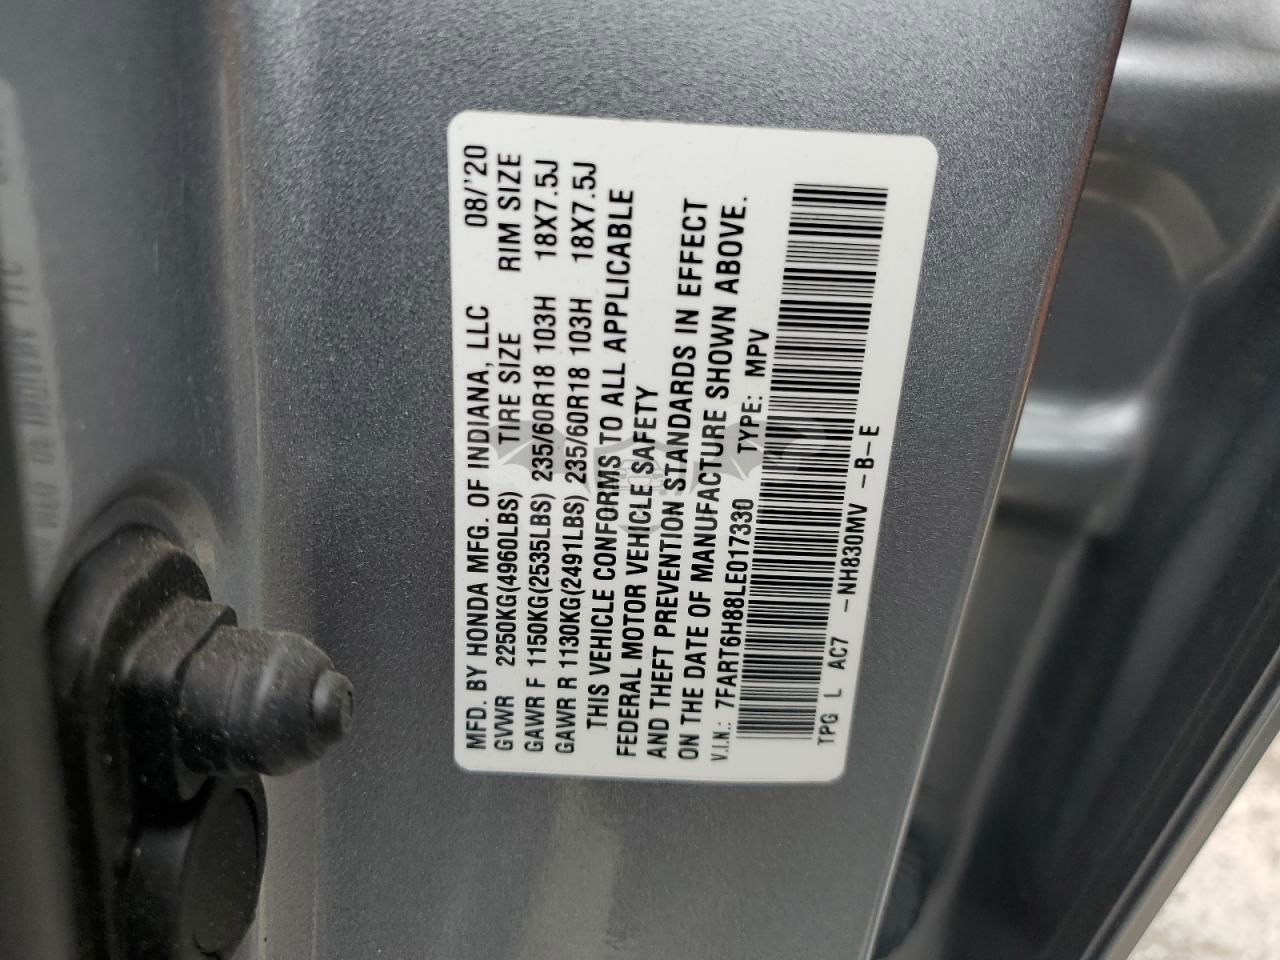 MFD. BY HONDA MFG. OF INDIANA, LLC 08/'20
GVWR 2250KG(4960LBS) TIRE SIZE RIM SIZE
GAWR F 1150KG(2535LBS) 235/60R18 103H 18X7.5J
GAWR R 1130KG(2491LBS) 235/60R18 103H 18X7.5J
THIS VEHICLE CONFORMS TO ALL APPLICABLE
FEDERAL MOTOR VEHICLE SAFETY
AND THEFT PREVENTION STANDARDS IN EFFECT
ON THE DATE OF MANUFACTURE SHOWN ABOVE.
V.I.N.: 7FART6H88LE017330 TYPE: MPV
TPG L AC7 -NH830MV -B-E